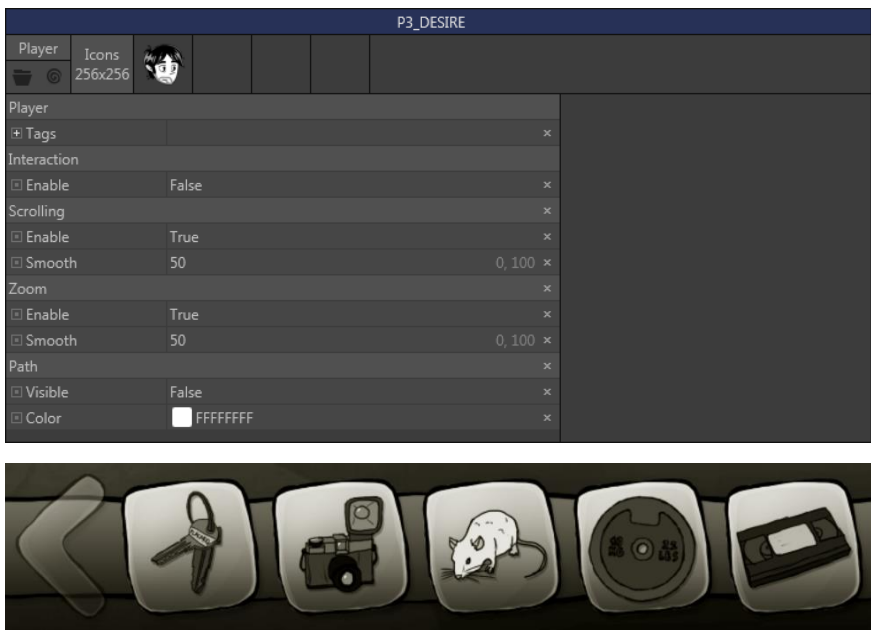 P3_DESIRE
Player
Icons
256x256
Player
Tags
Interaction
Enable False
Scrolling
Enable True
Smooth 50 0, 100
Zoom
Enable True
Smooth 50 0, 100
Path
Visible False
Color FFFFFFFF